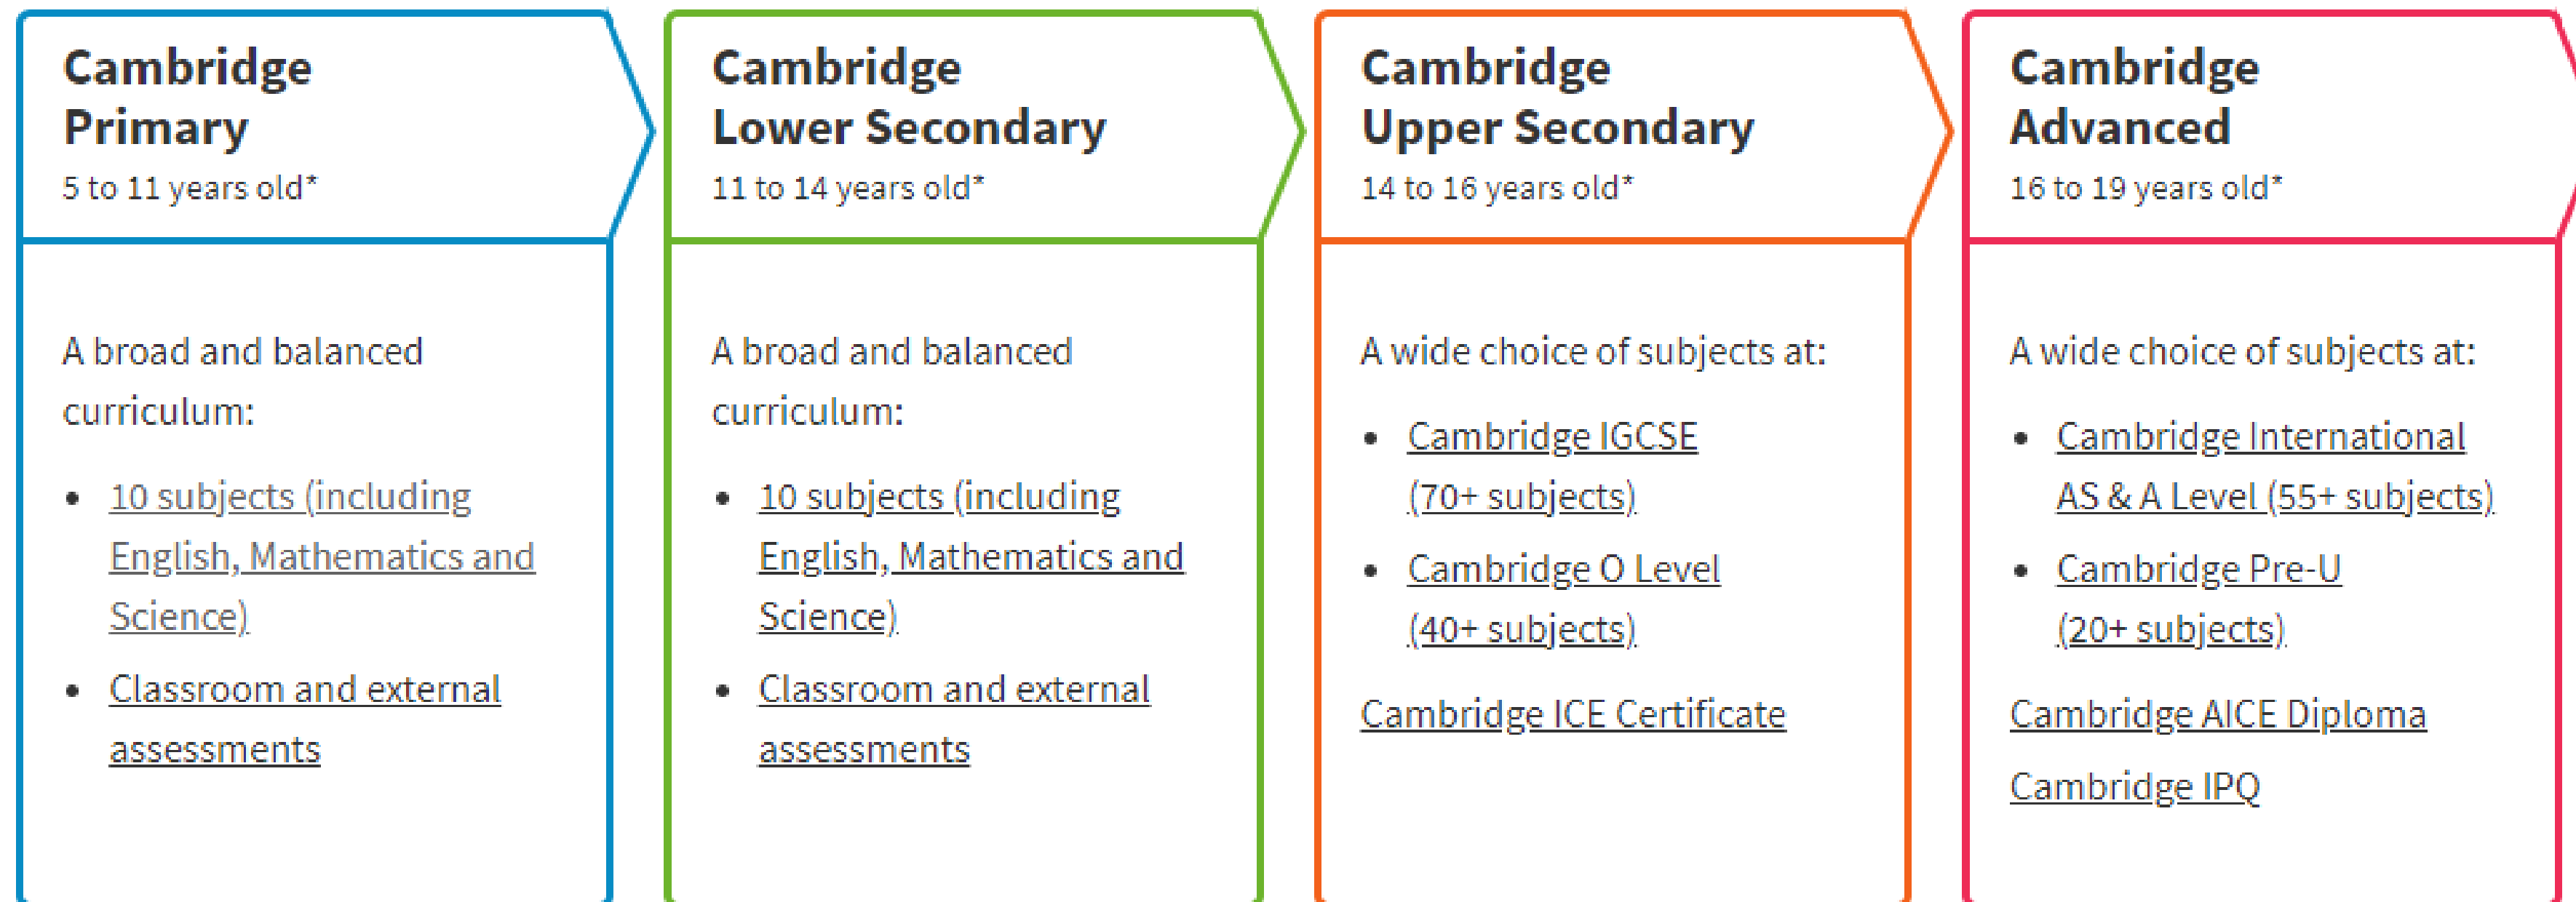 Cambridge
Primary
5 to 11 years old*
A broad and balanced
curriculum:
• 10 subjects (including
English, Mathematics and
Science)
• Classroom and external
assessments
Cambridge
Lower Secondary
11 to 14 years old*
A broad and balanced
curriculum:
• 10 subjects (including
English, Mathematics and
Science)
• Classroom and external
assessments
Cambridge
Upper Secondary
14 to 16 years old*
A wide choice of subjects at:
• Cambridge IGCSE
(70+ subjects)
• Cambridge O Level
(40+ subjects)
Cambridge ICE Certificate
Cambridge
Advanced
16 to 19 years old*
A wide choice of subjects at:
• Cambridge International
AS & A Level (55+ subjects)
• Cambridge Pre-U
(20+ subjects)
Cambridge AICE Diploma
Cambridge IPQ